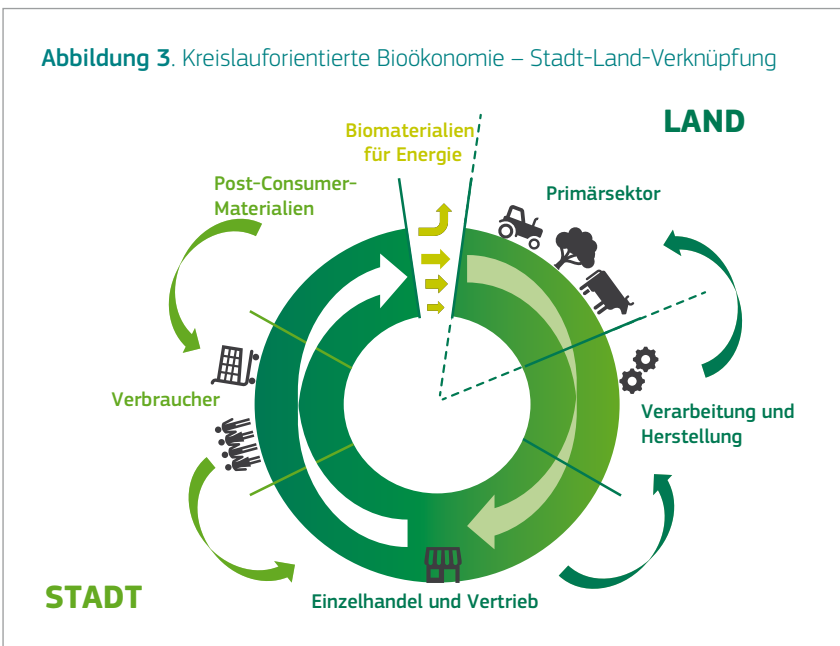 Abbildung 3. Kreislauforientierte Bioökonomie – Stadt-Land-Verknüpfung
LAND
Biomaterialien
für Energie
Post-Consumer-
Materialien
Primärsektor
Verbraucher
Verarbeitung und
Herstellung
STADT
Einzelhandel und Vertrieb